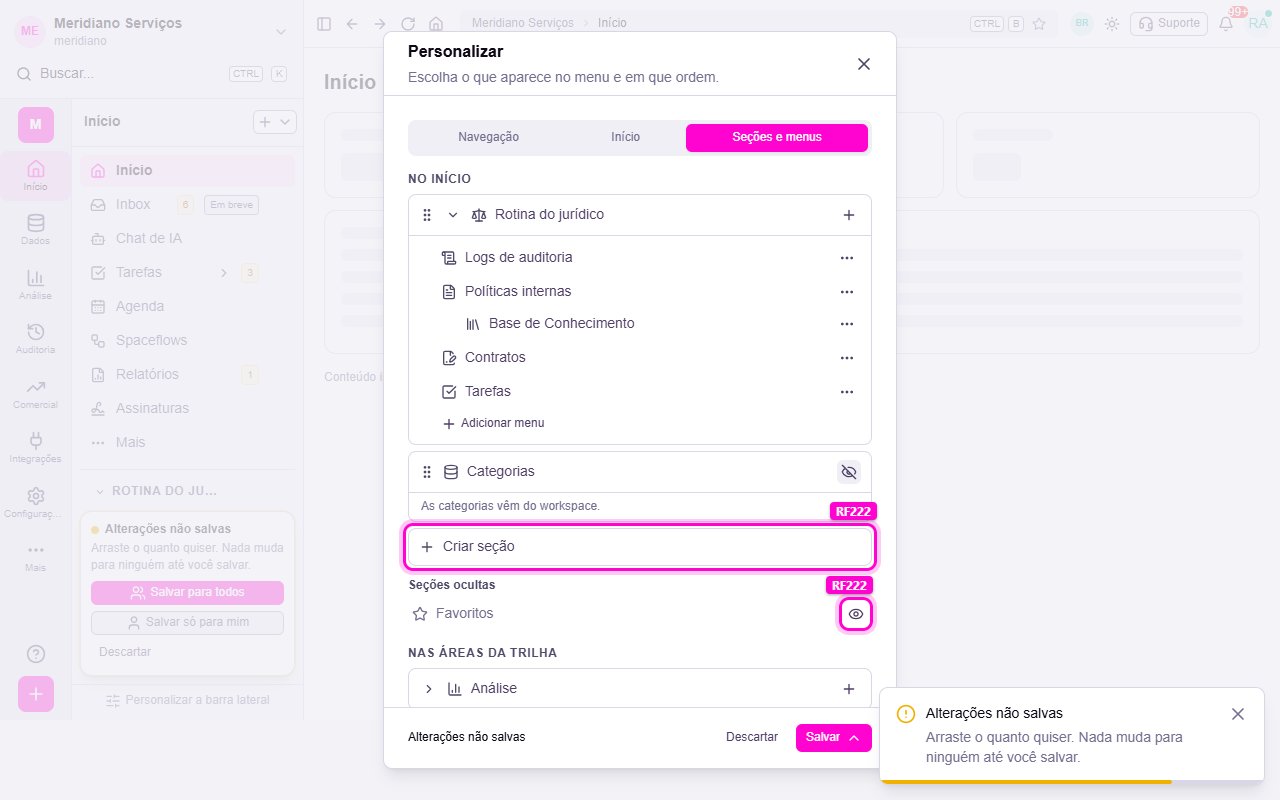 ME
Meridiano Serviços
meridiano
Buscar...
CTRL
K
M
Início
Dados
Análise
Auditoria
Comercial
Integrações
Configuraç...
Mais
Início
Início
Inbox
6
Em breve
Chat de IA
Tarefas
3
Agenda
Spaceflows
Relatórios
1
Assinaturas
Mais
ROTINA DO JU...
Alterações não salvas
Arraste o quanto quiser. Nada muda
para ninguém até você salvar.
Salvar para todos
Salvar só para mim
Descartar
Personalizar a barra lateral
Meridiano Serviços
Início
CTRL
B
BR
Suporte
99+
RA
Início
Personalizar
Escolha o que aparece no menu e em que ordem.
Navegação
Início
Seções e menus
NO INÍCIO
Rotina do jurídico
Logs de auditoria
Políticas internas
Base de Conhecimento
Contratos
Tarefas
Adicionar menu
Categorias
As categorias vêm do workspace.
RF222
Criar seção
Seções ocultas
RF222
Favoritos
NAS ÁREAS DA TRILHA
Análise
Alterações não salvas
Descartar
Salvar
Alterações não salvas
Arraste o quanto quiser. Nada muda para
ninguém até você salvar.